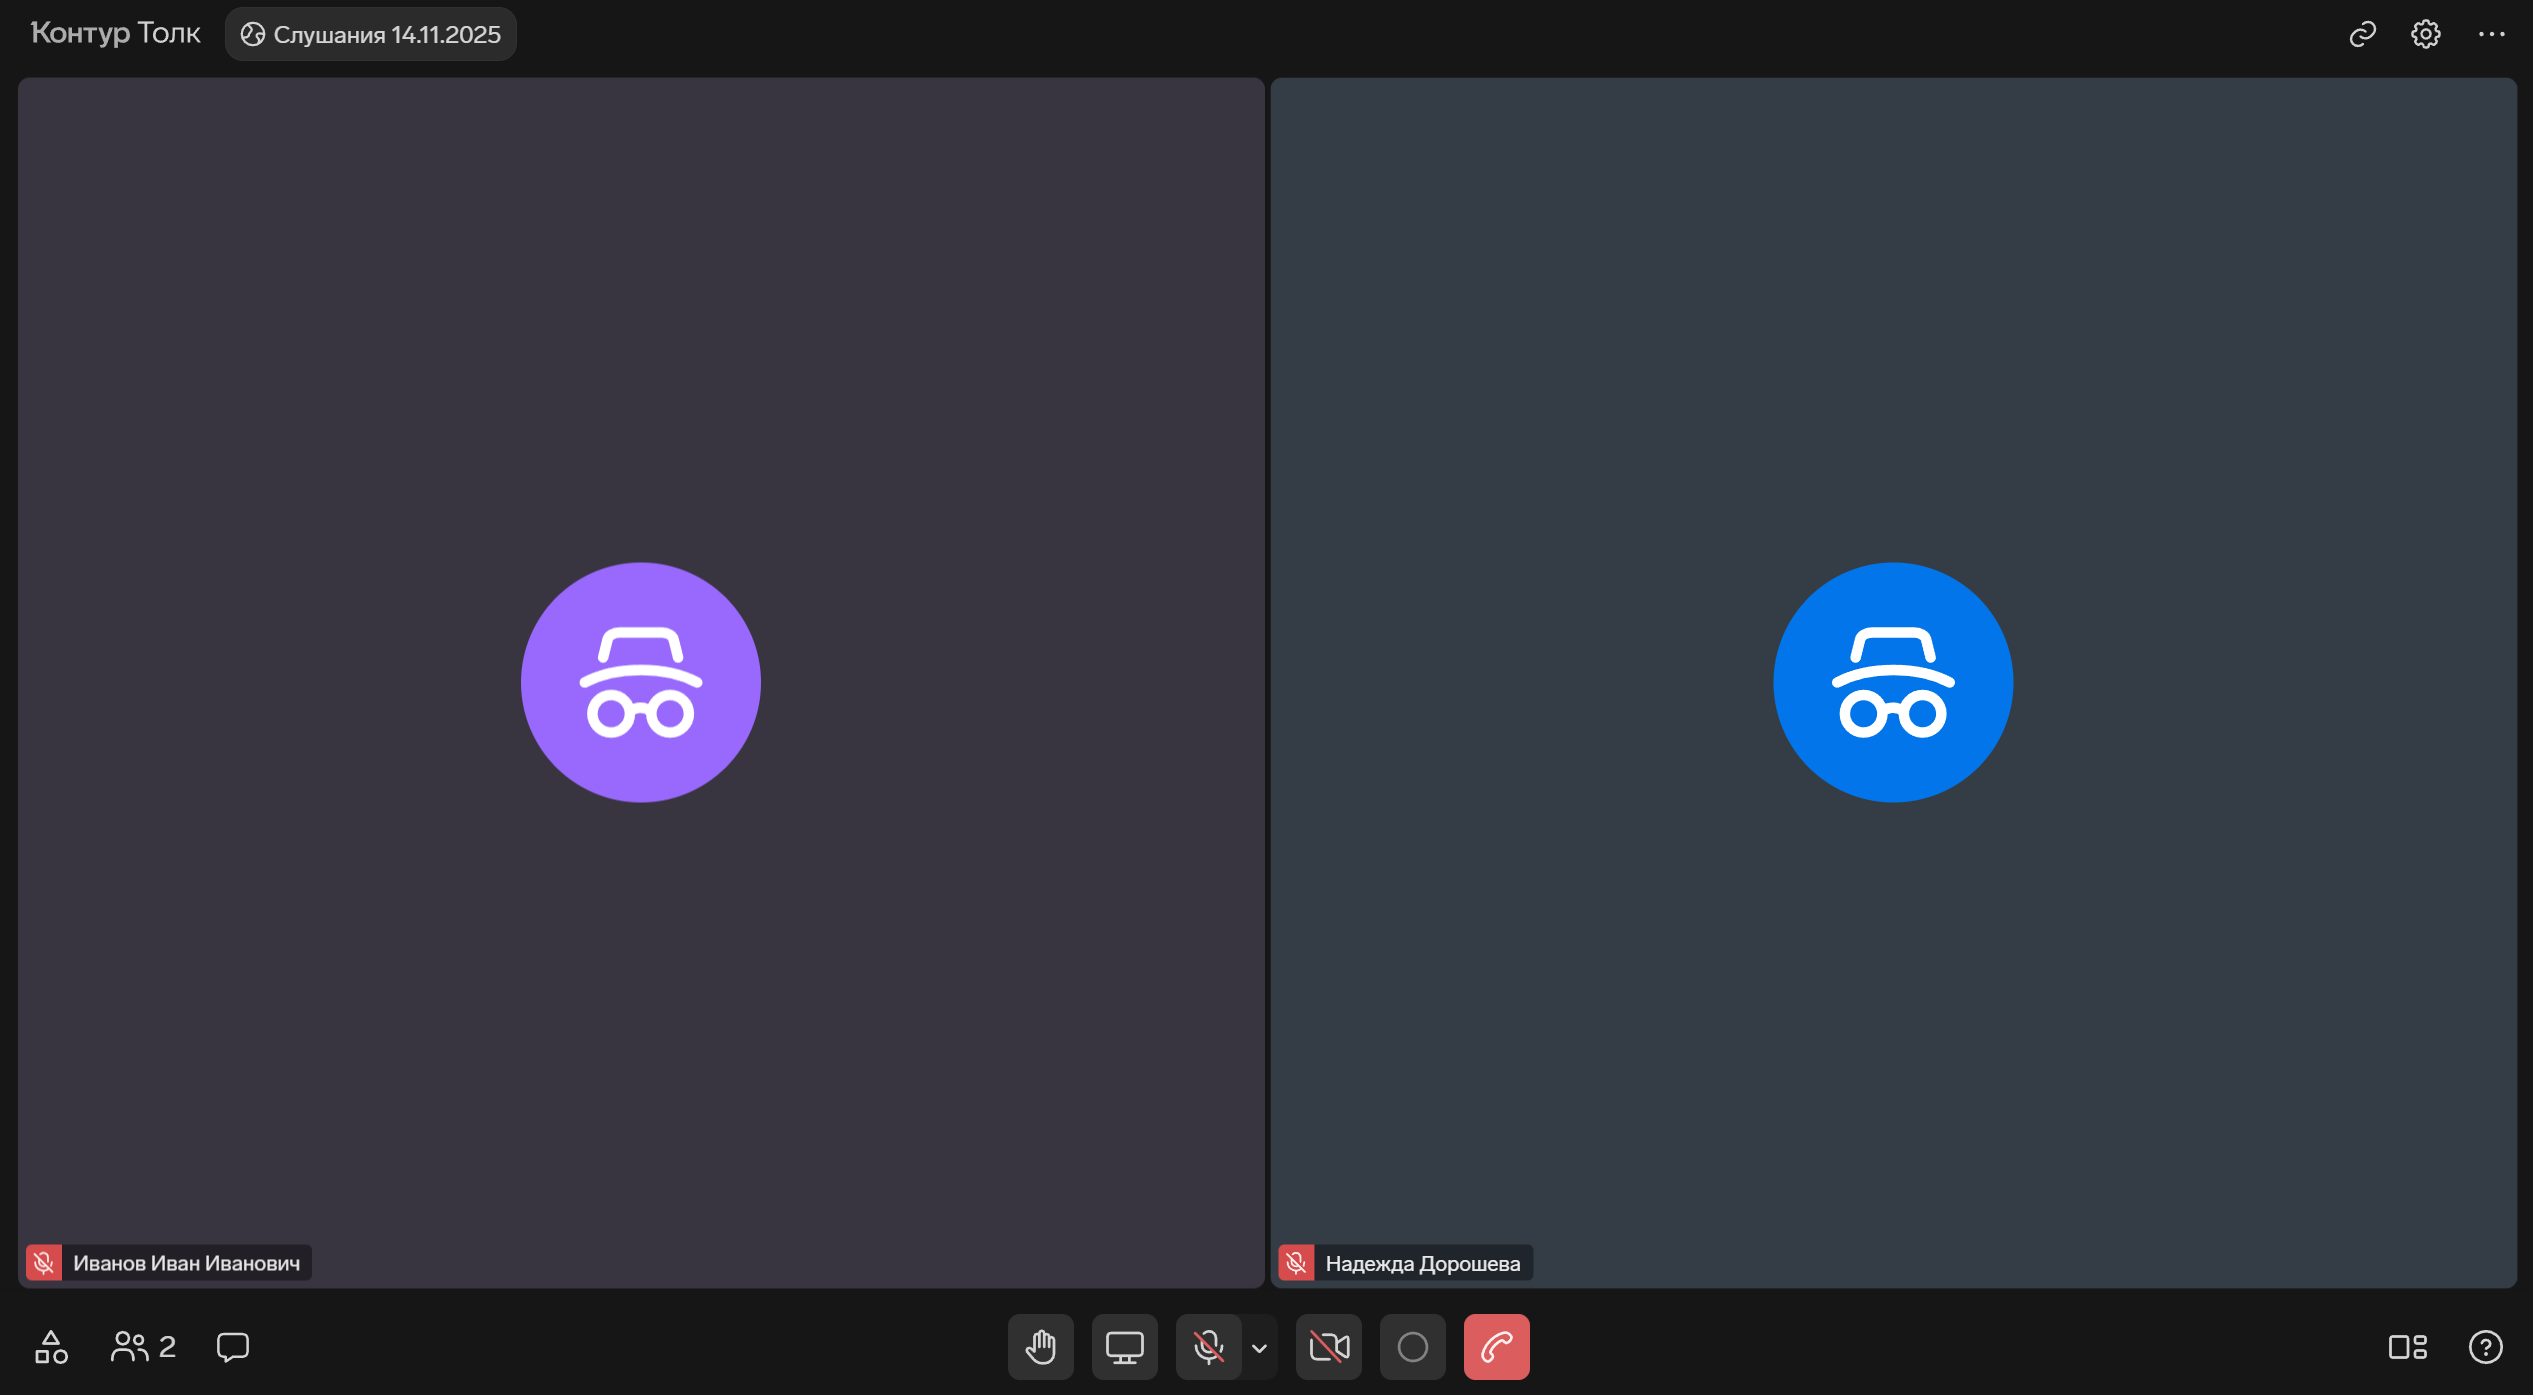 Контур Толк
Слушания 14.11.2025
Иванов Иван Иванович
Надежда Дорошева
2